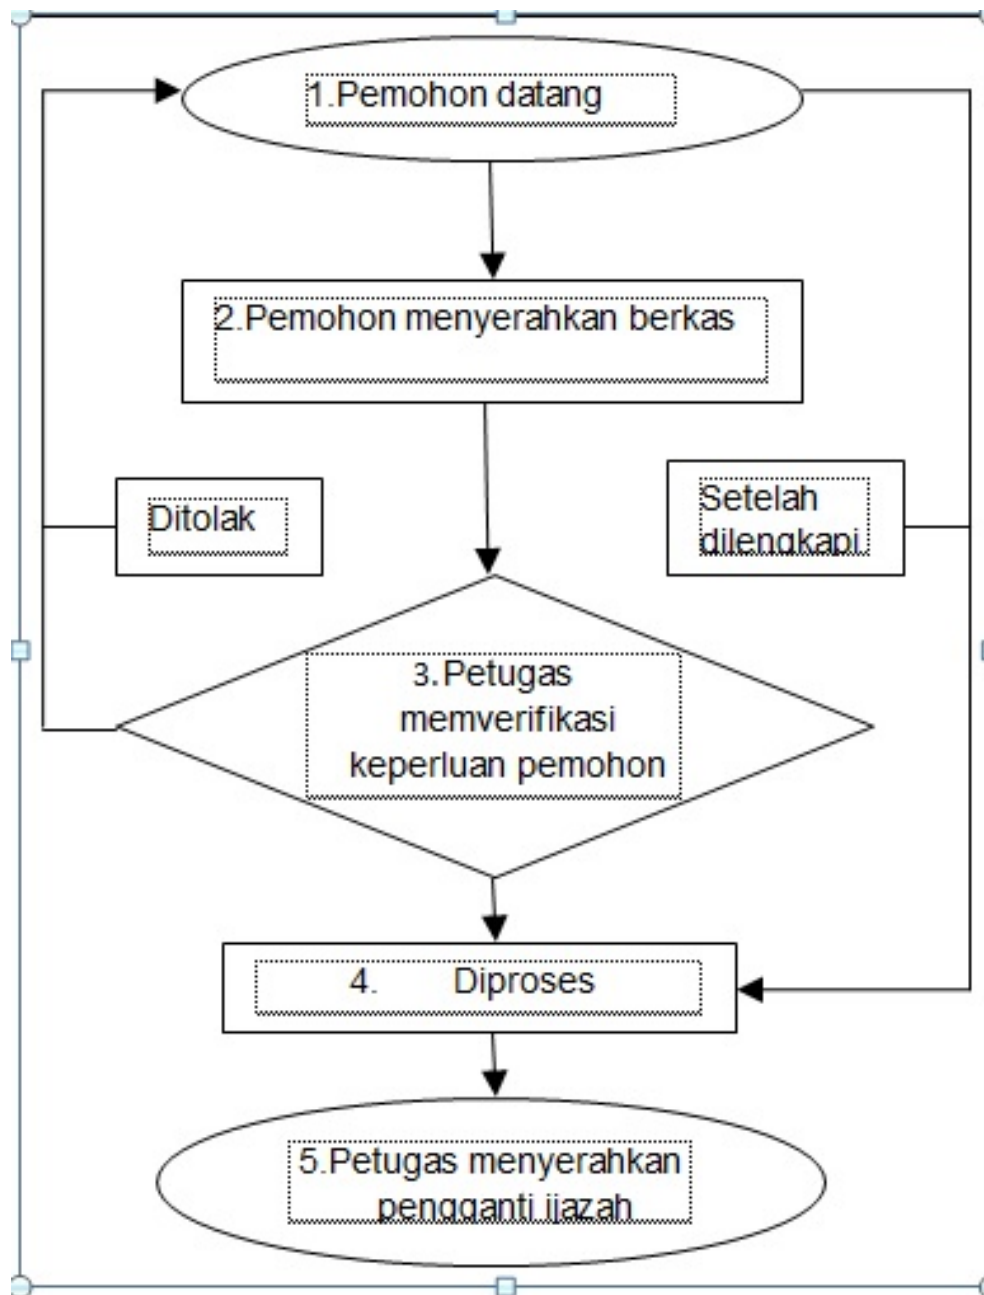 1.Pemohon datang
2.Pemohon menyerahkan berkas
Ditolak
Setelah
dilengkapi
3.Petugas
memverifikasi
keperluan pemohon
4. Diproses
5.Petugas menyerahkan
pengganti ijazah